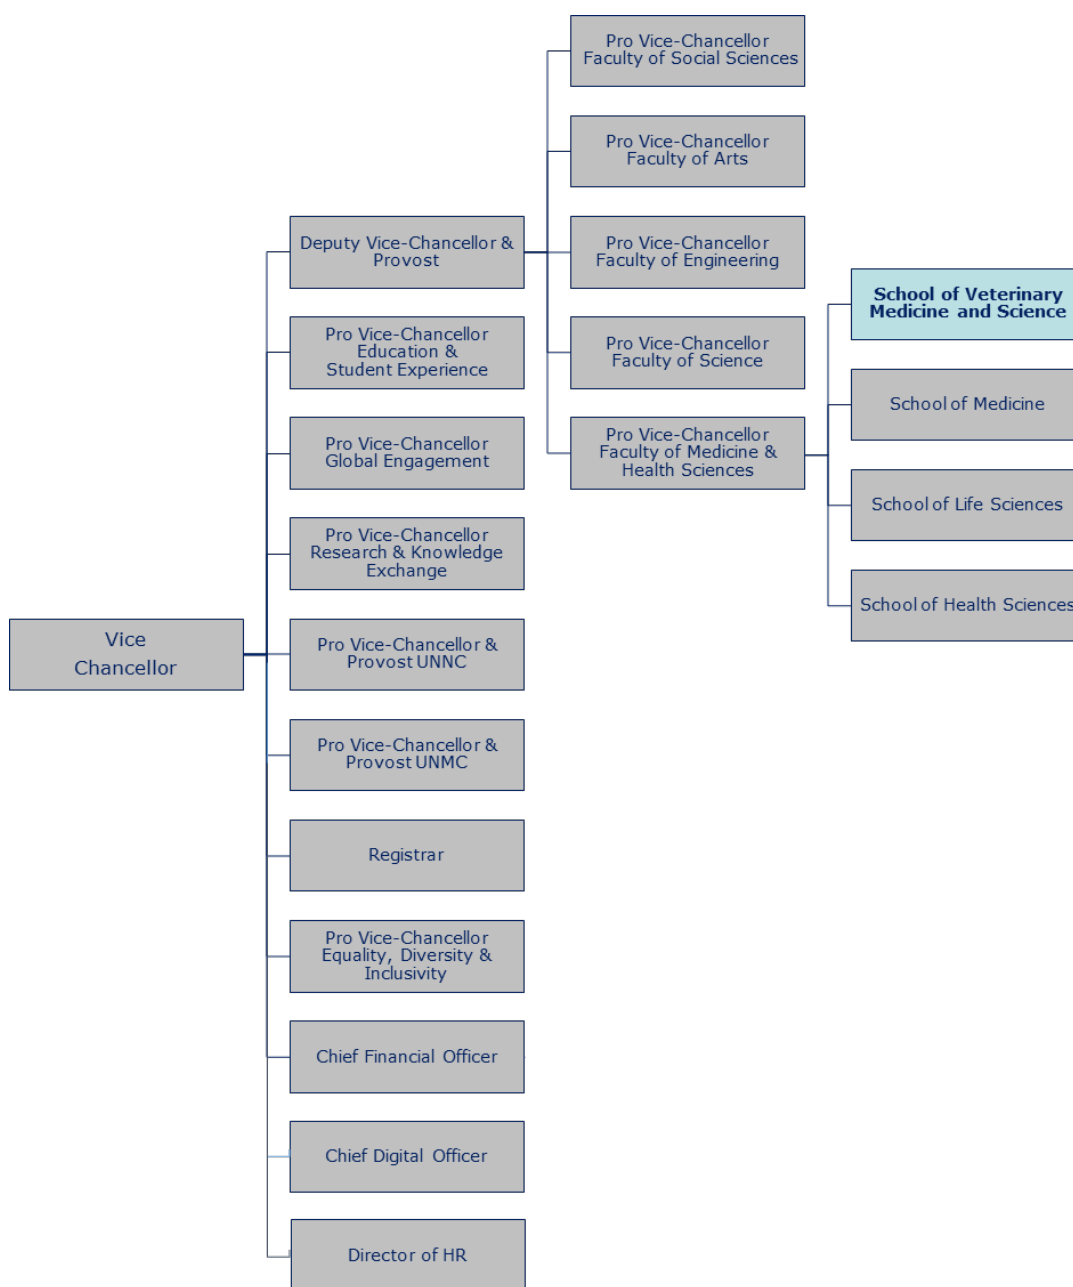 Pro Vice-Chancellor
Faculty of Social Sciences
Pro Vice-Chancellor
Faculty of Arts
Deputy Vice-Chancellor &
Provost
Pro Vice-Chancellor
Faculty of Engineering
School of Veterinary
Medicine and Science
Pro Vice-Chancellor
Education &
Student Experience
Pro Vice-Chancellor
Faculty of Science
School of Medicine
Pro Vice-Chancellor
Global Engagement
Pro Vice-Chancellor
Faculty of Medicine &
Health Sciences
School of Life Sciences
Pro Vice-Chancellor
Research & Knowledge
Exchange
School of Health Sciences
Vice
Chancellor
Pro Vice-Chancellor &
Provost UNNC
Pro Vice-Chancellor &
Provost UNMC
Registrar
Pro Vice-Chancellor
Equality, Diversity &
Inclusivity
Chief Financial Officer
Chief Digital Officer
Director of HR